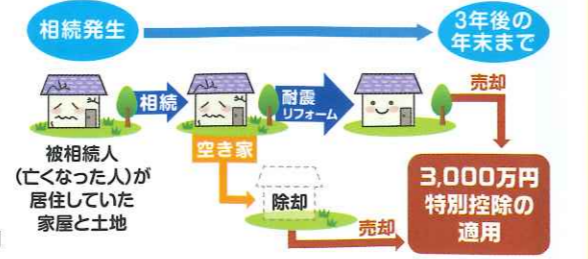 相続発生
3年後の
年末まで
相続
耐震
リフォーム
売却
空き家
被相続人
（亡くなった人）が
居住していた
家屋と土地
除却
売却
3,000万円
特別控除の
適用